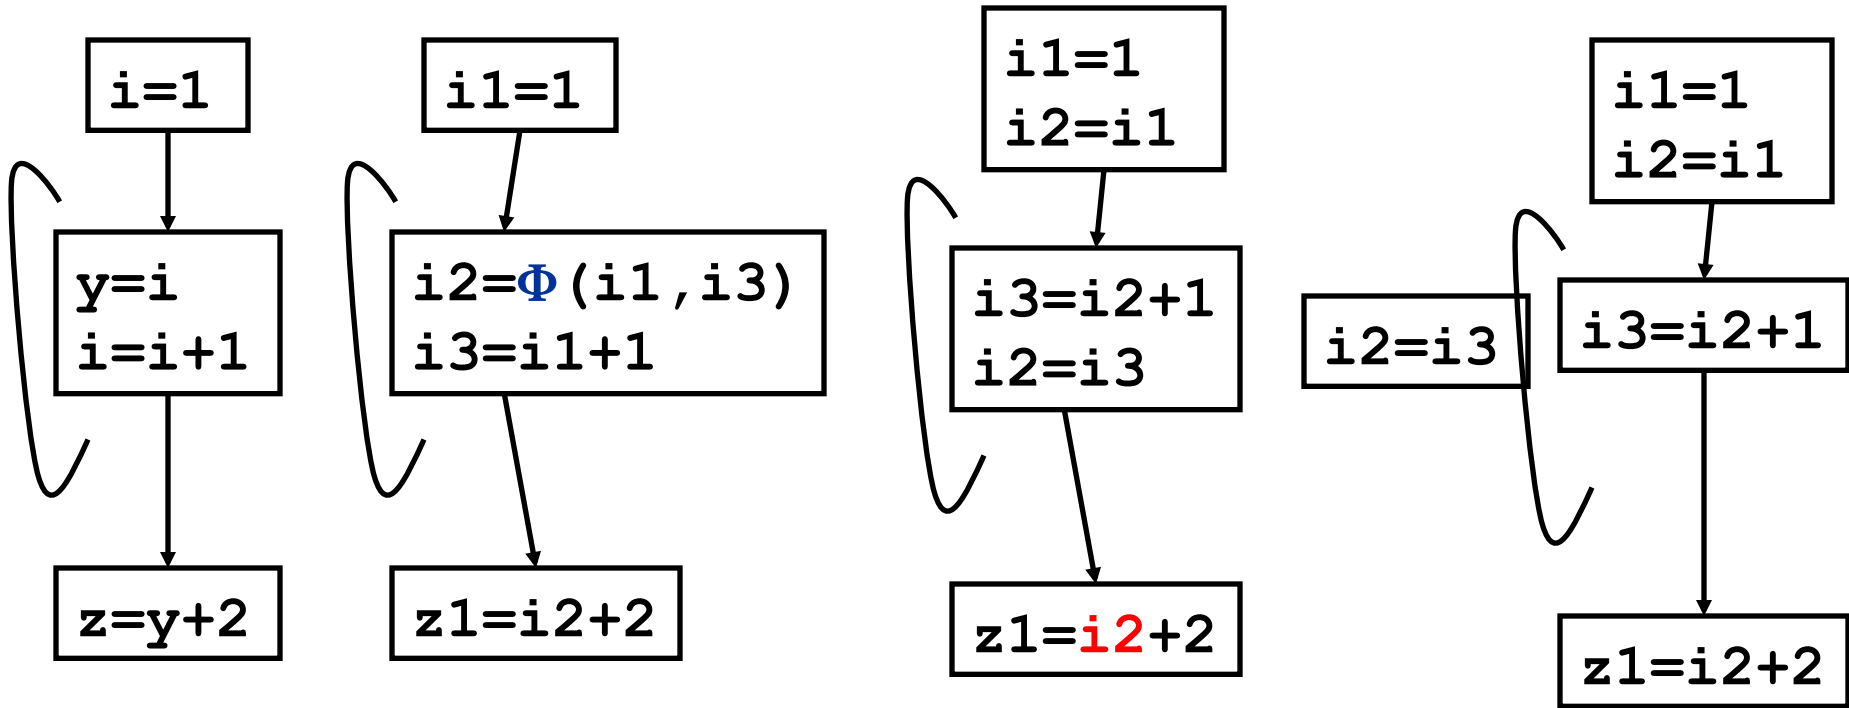 i=1
y=i
i=i+1
z=y+2
i1=1
i2=Φ(i1,i3)
i3=i1+1
z1=i2+2
i1=1
i2=i1
i3=i2+1
i2=i3
z1=i2+2
i2=i3
i1=1
i2=i1
i3=i2+1
z1=i2+2